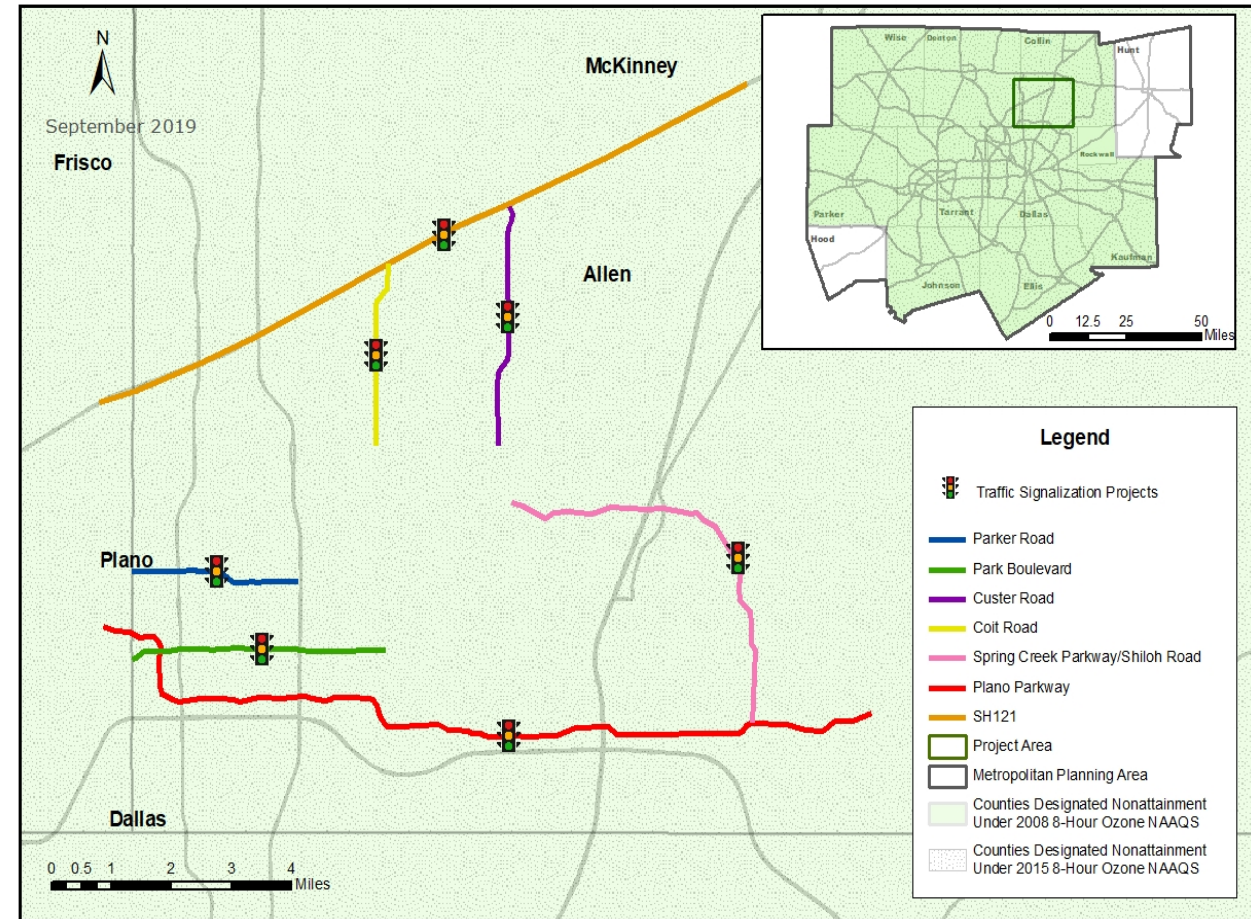 N
September 2019
McKinney
Frisco
Allen
Plano
Dallas
0 0.5 1 2 3 4
Miles
Wise Denton Collin Hunt
Rockwall
Parker Tarrant Dallas
Hood Kaufman
Johnson Ellis
0 12.5 25 50
Miles
Legend
Traffic Signalization Projects
Parker Road
Park Boulevard
Custer Road
Coit Road
Spring Creek Parkway/Shiloh Road
Plano Parkway
SH121
Project Area
Metropolitan Planning Area
Counties Designated Nonattainment
Under 2008 8-Hour Ozone NAAQS
Counties Designated Nonattainment
Under 2015 8-Hour Ozone NAAQS